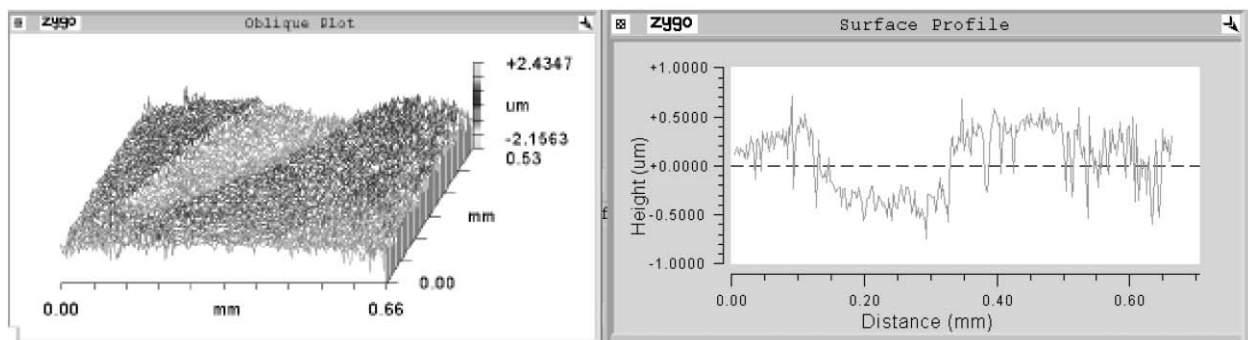 zygo Oblique Plot
+2.4347
um
-2.1563
0.53
mm
0.00
0.00 mm 0.66
f
zygo Surface Profile
+1.0000
+0.5000
+0.0000
-0.5000
-1.0000
Height (um)
0.00 0.20 0.40 0.60
Distance (mm)